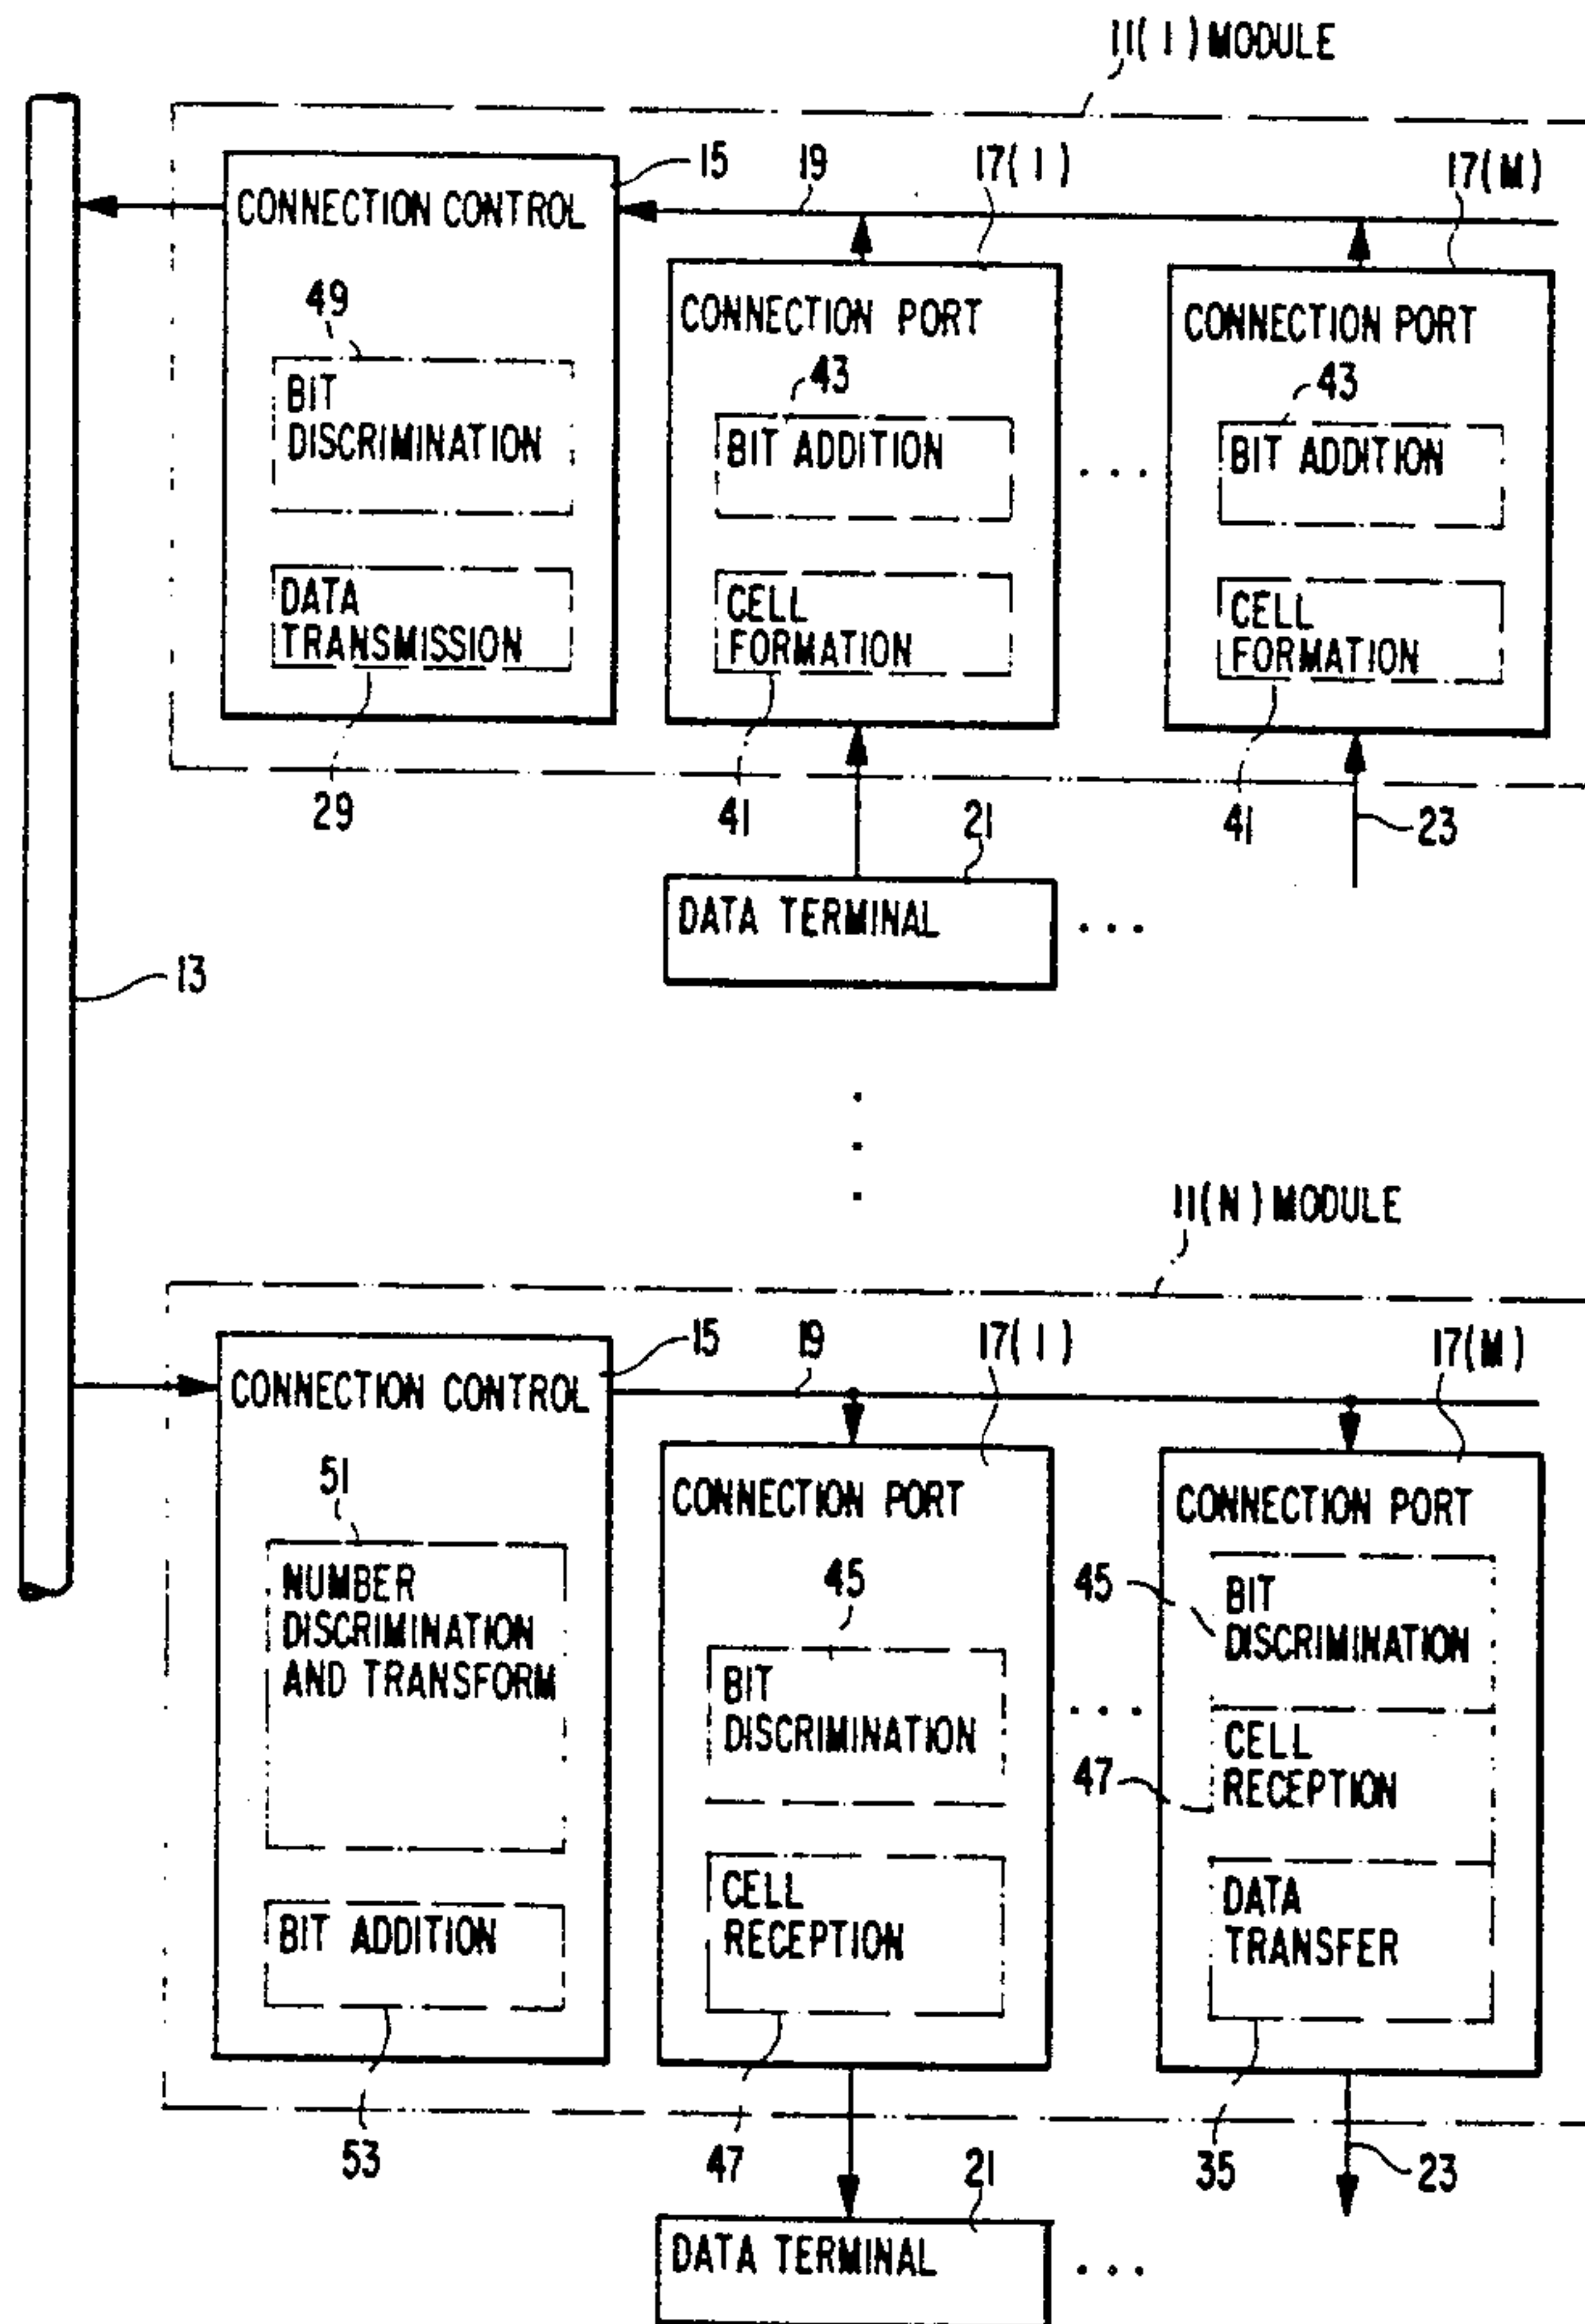 11(1) MODULE
15
19
17(1)
17(M)
CONNECTION CONTROL
CONNECTION PORT
CONNECTION PORT
49
43
43
BIT
DISCRIMINATION
BIT ADDITION
. . .
BIT ADDITION
DATA
TRANSMISSION
CELL
FORMATION
CELL
FORMATION
29
41
21
41
23
DATA TERMINAL
. . .
13
11(N) MODULE
15
19
17(1)
17(M)
CONNECTION CONTROL
CONNECTION PORT
CONNECTION PORT
51
45
45
NUMBER
DISCRIMINATION
AND TRANSFORM
BIT
DISCRIMINATION
. . .
BIT
DISCRIMINATION
47
CELL
RECEPTION
BIT ADDITION
CELL
RECEPTION
DATA
TRANSFER
53
47
21
35
23
DATA TERMINAL
. . .